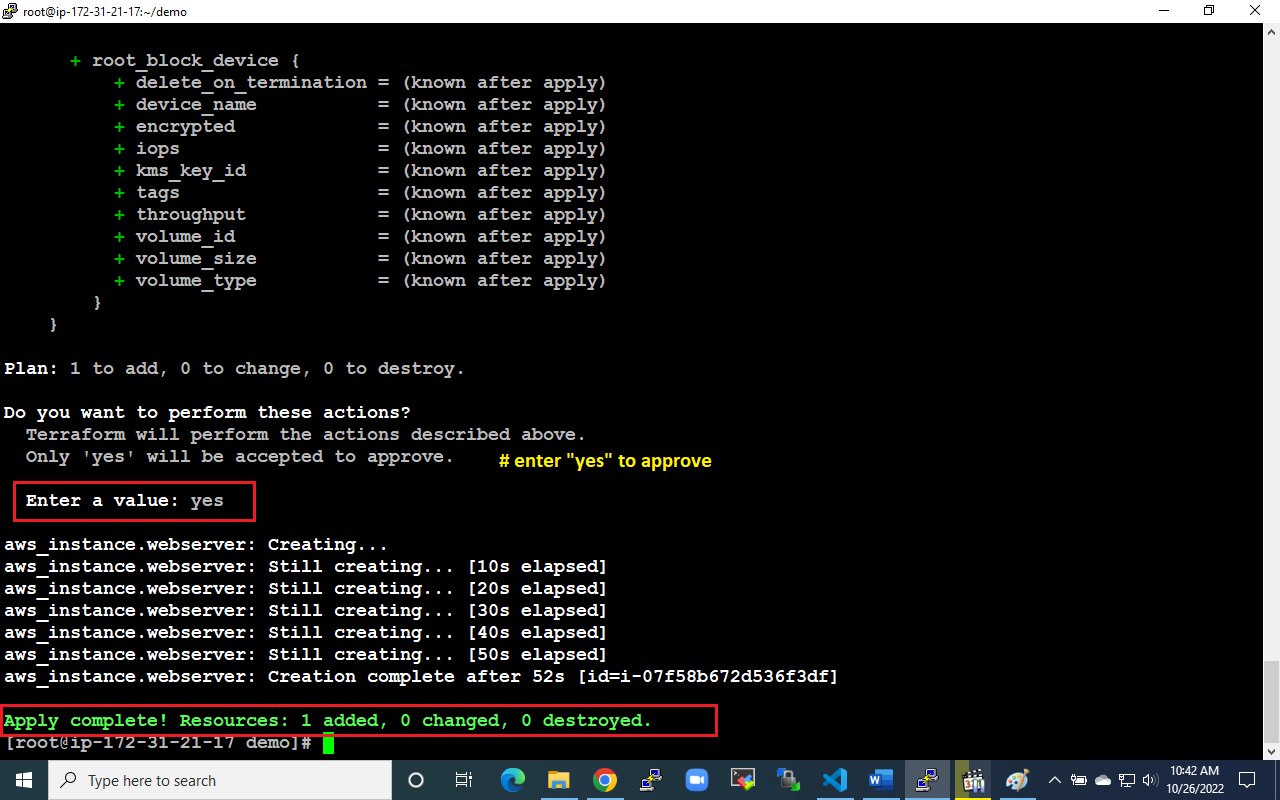 root@ip-172-31-21-17:~/demo
+ root_block_device {
+ delete_on_termination = (known after apply)
+ device_name = (known after apply)
+ encrypted = (known after apply)
+ iops = (known after apply)
+ kms_key_id = (known after apply)
+ tags = (known after apply)
+ throughput = (known after apply)
+ volume_id = (known after apply)
+ volume_size = (known after apply)
+ volume_type = (known after apply)
}
}
Plan: 1 to add, 0 to change, 0 to destroy.
Do you want to perform these actions?
Terraform will perform the actions described above.
Only 'yes' will be accepted to approve. # enter "yes" to approve
Enter a value: yes
aws_instance.webserver: Creating...
aws_instance.webserver: Still creating... [10s elapsed]
aws_instance.webserver: Still creating... [20s elapsed]
aws_instance.webserver: Still creating... [30s elapsed]
aws_instance.webserver: Still creating... [40s elapsed]
aws_instance.webserver: Still creating... [50s elapsed]
aws_instance.webserver: Creation complete after 52s [id=i-07f58b672d536f3df]
Apply complete! Resources: 1 added, 0 changed, 0 destroyed.
[root@ip-172-31-21-17 demo]#
Type here to search
10:42 AM
10/26/2022